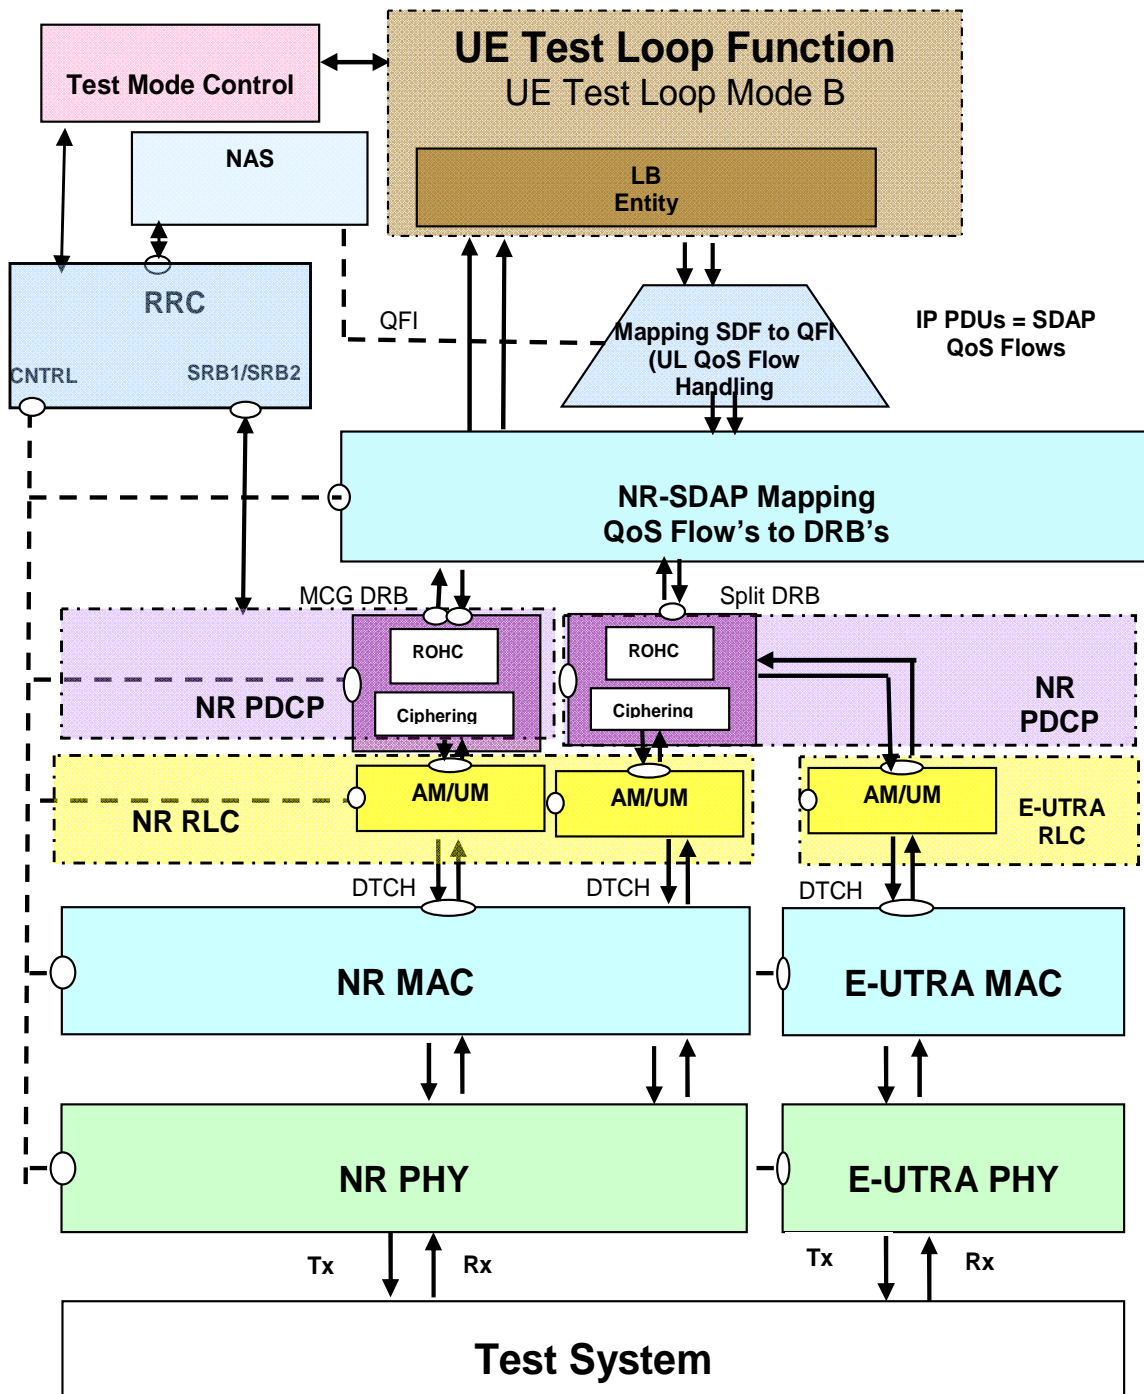 UE Test Loop Function
UE Test Loop Mode B
Test Mode Control
NAS
LB
Entity
RRC
QFI
Mapping SDF to QFI
(UL QoS Flow
Handling
IP PDUs = SDAP
QoS Flows
CNTRL
SRB1/SRB2
NR-SDAP Mapping
QoS Flow's to DRB's
MCG DRB
Split DRB
ROHC
ROHC
NR PDCP
Ciphering
Ciphering
NR
PDCP
AM/UM
AM/UM
AM/UM
NR RLC
E-UTRA
RLC
DTCH
DTCH
DTCH
NR MAC
E-UTRA MAC
NR PHY
E-UTRA PHY
Tx
Rx
Tx
Rx
Test System